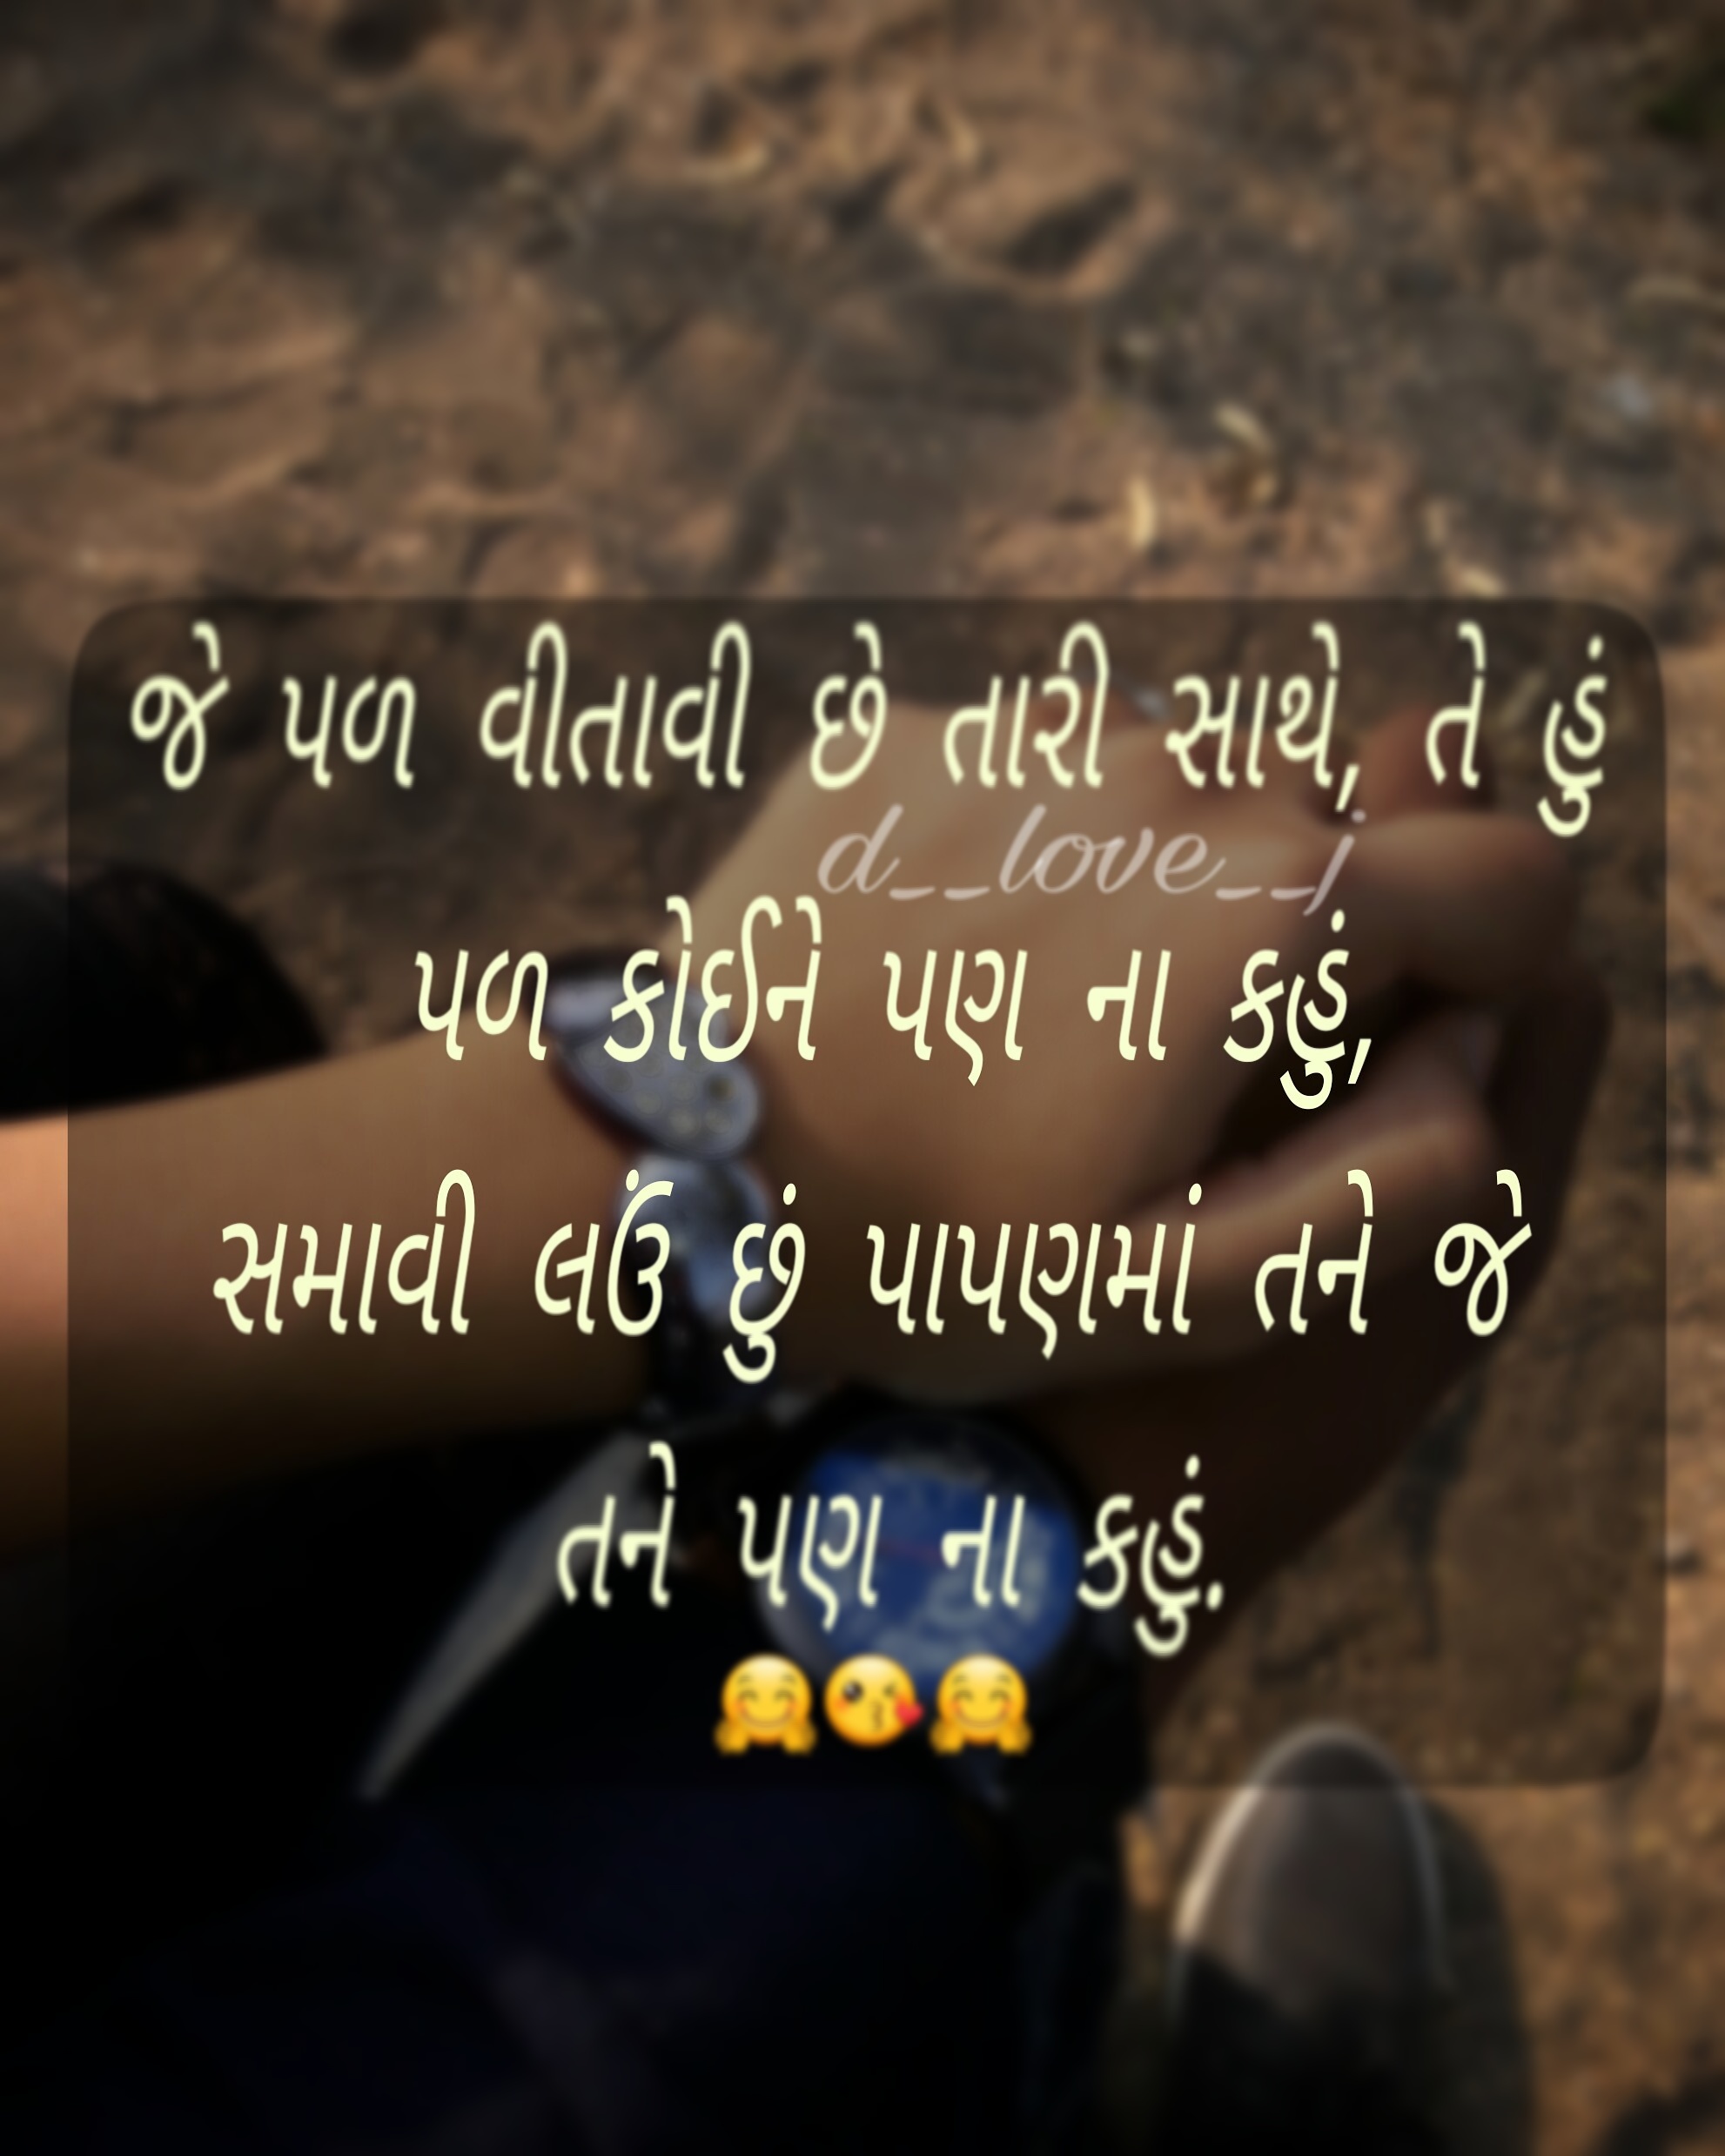 જે પળ વીતાવી છે તારી સાથે, તે હું
d__love__j
પળ કોઈને પણ ના કહું,
સમાવી લઉં છું પાપણમાં તને જે
તને પણ ના કહું.
🤗😘🤗